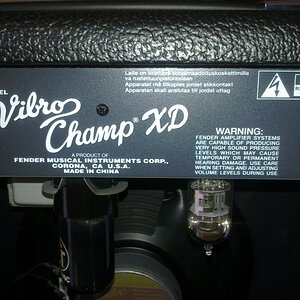 Vibro
Champ® XD
A PRODUCT OF
FENDER MUSICAL INSTRUMENTS CORP.
CORONA, CA U.S.A.
MADE IN CHINA
Laite on liitettävä suojamaadoituskoskettimilla
va rustettuun pistorasiaan
Apparatet må tilkoples jordet stikkontakt
Apparaten skall anslutas till jordat uttag
WARNING:
FENDER AMPLIFIER SYSTEMS
ARE CAPABLE OF PRODUCING
VERY HIGH SOUND PRESSURE
LEVELS WHICH MAY CAUSE
TEMPORARY OR PERMANENT
HEARING DAMAGE. USE CARE
WHEN SETTING AND ADJUSTING
VOLUME LEVELS DURING USE